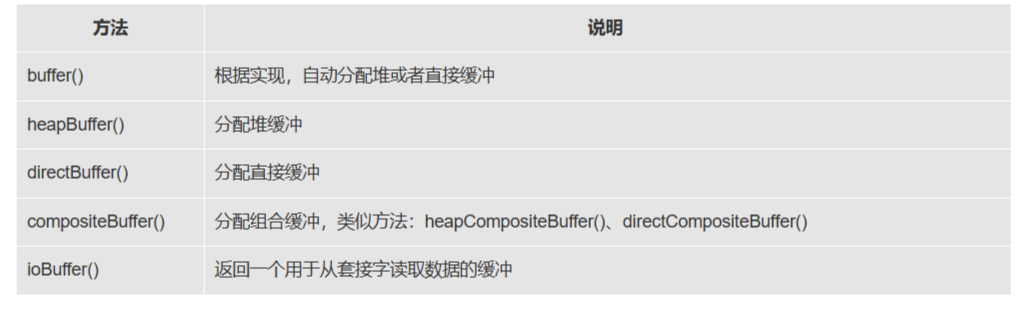 方法 说明
buffer() 根据实现，自动分配堆或者直接缓冲
heapBuffer() 分配堆缓冲
directBuffer() 分配直接缓冲
compositeBuffer() 分配组合缓冲，类似方法：heapCompositeBuffer()、directCompositeBuffer()
ioBuffer() 返回一个用于从套接字读取数据的缓冲